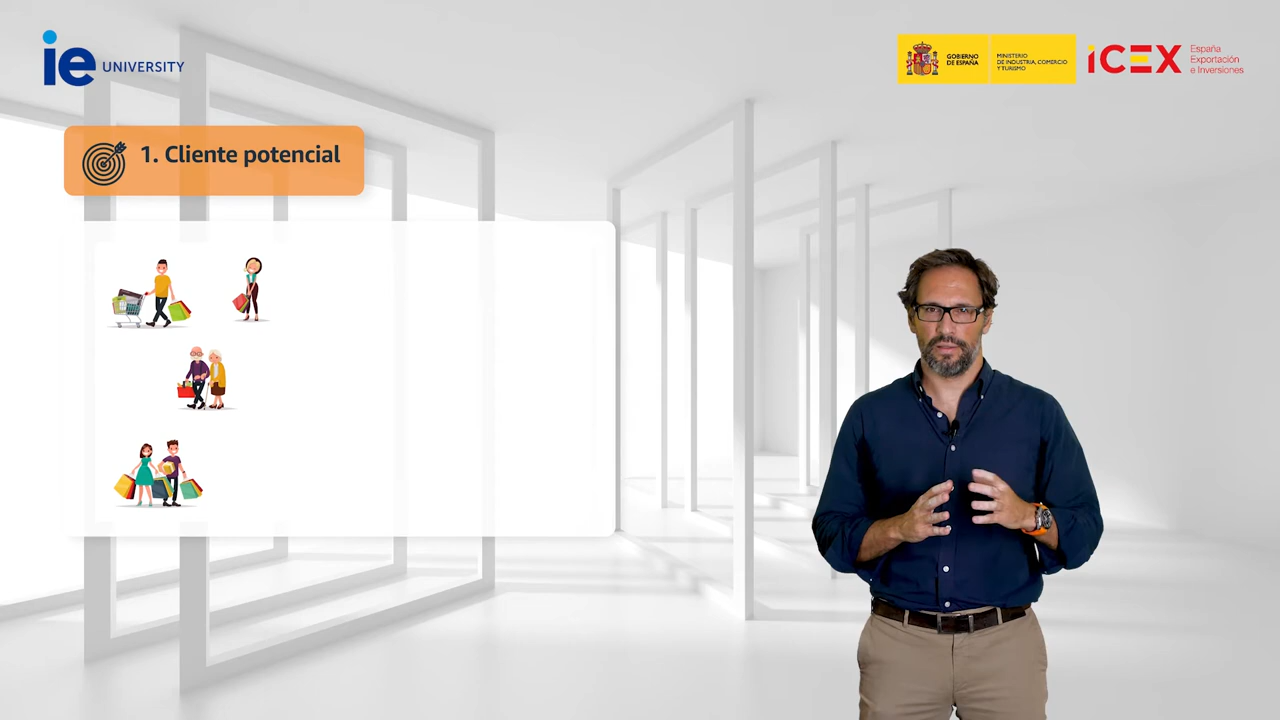 ie UNIVERSITY
GOBIERNO
DE ESPAÑA
MINISTERIO
DE INDUSTRIA, COMERCIO
Y TURISMO
iCEX
España
Exportación
e Inversiones
1. Cliente potencial